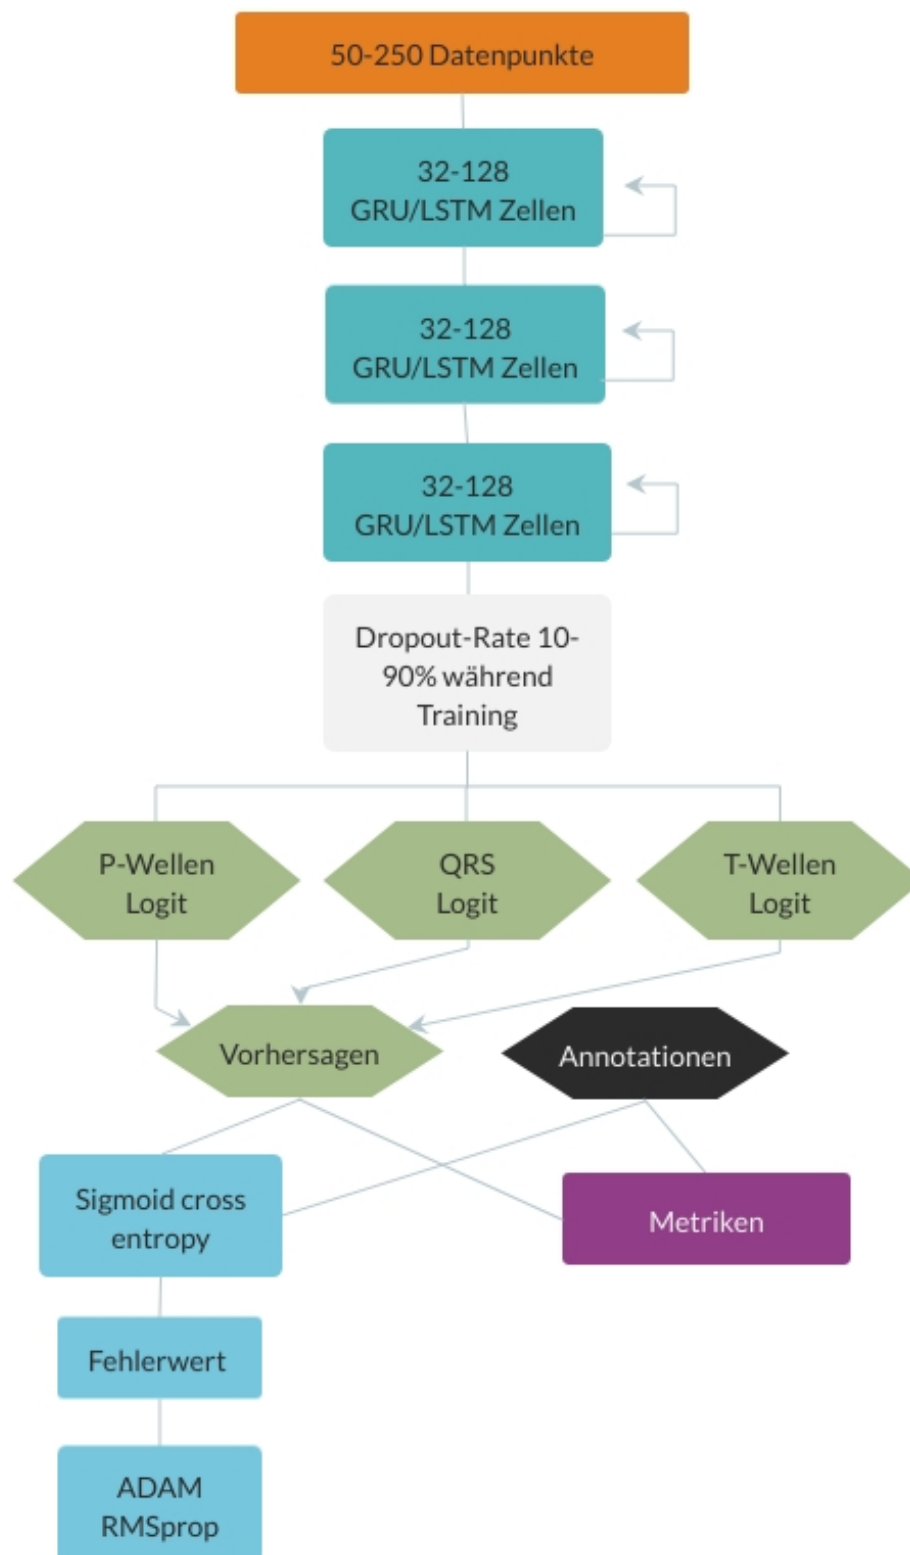 50-250 Datenpunkte
32-128
GRU/LSTM Zellen
32-128
GRU/LSTM Zellen
32-128
GRU/LSTM Zellen
Dropout-Rate 10-
90% während
Training
P-Wellen
Logit
QRS
Logit
T-Wellen
Logit
Vorhersagen
Annotationen
Sigmoid cross
entropy
Metriken
Fehlerwert
ADAM
RMSprop